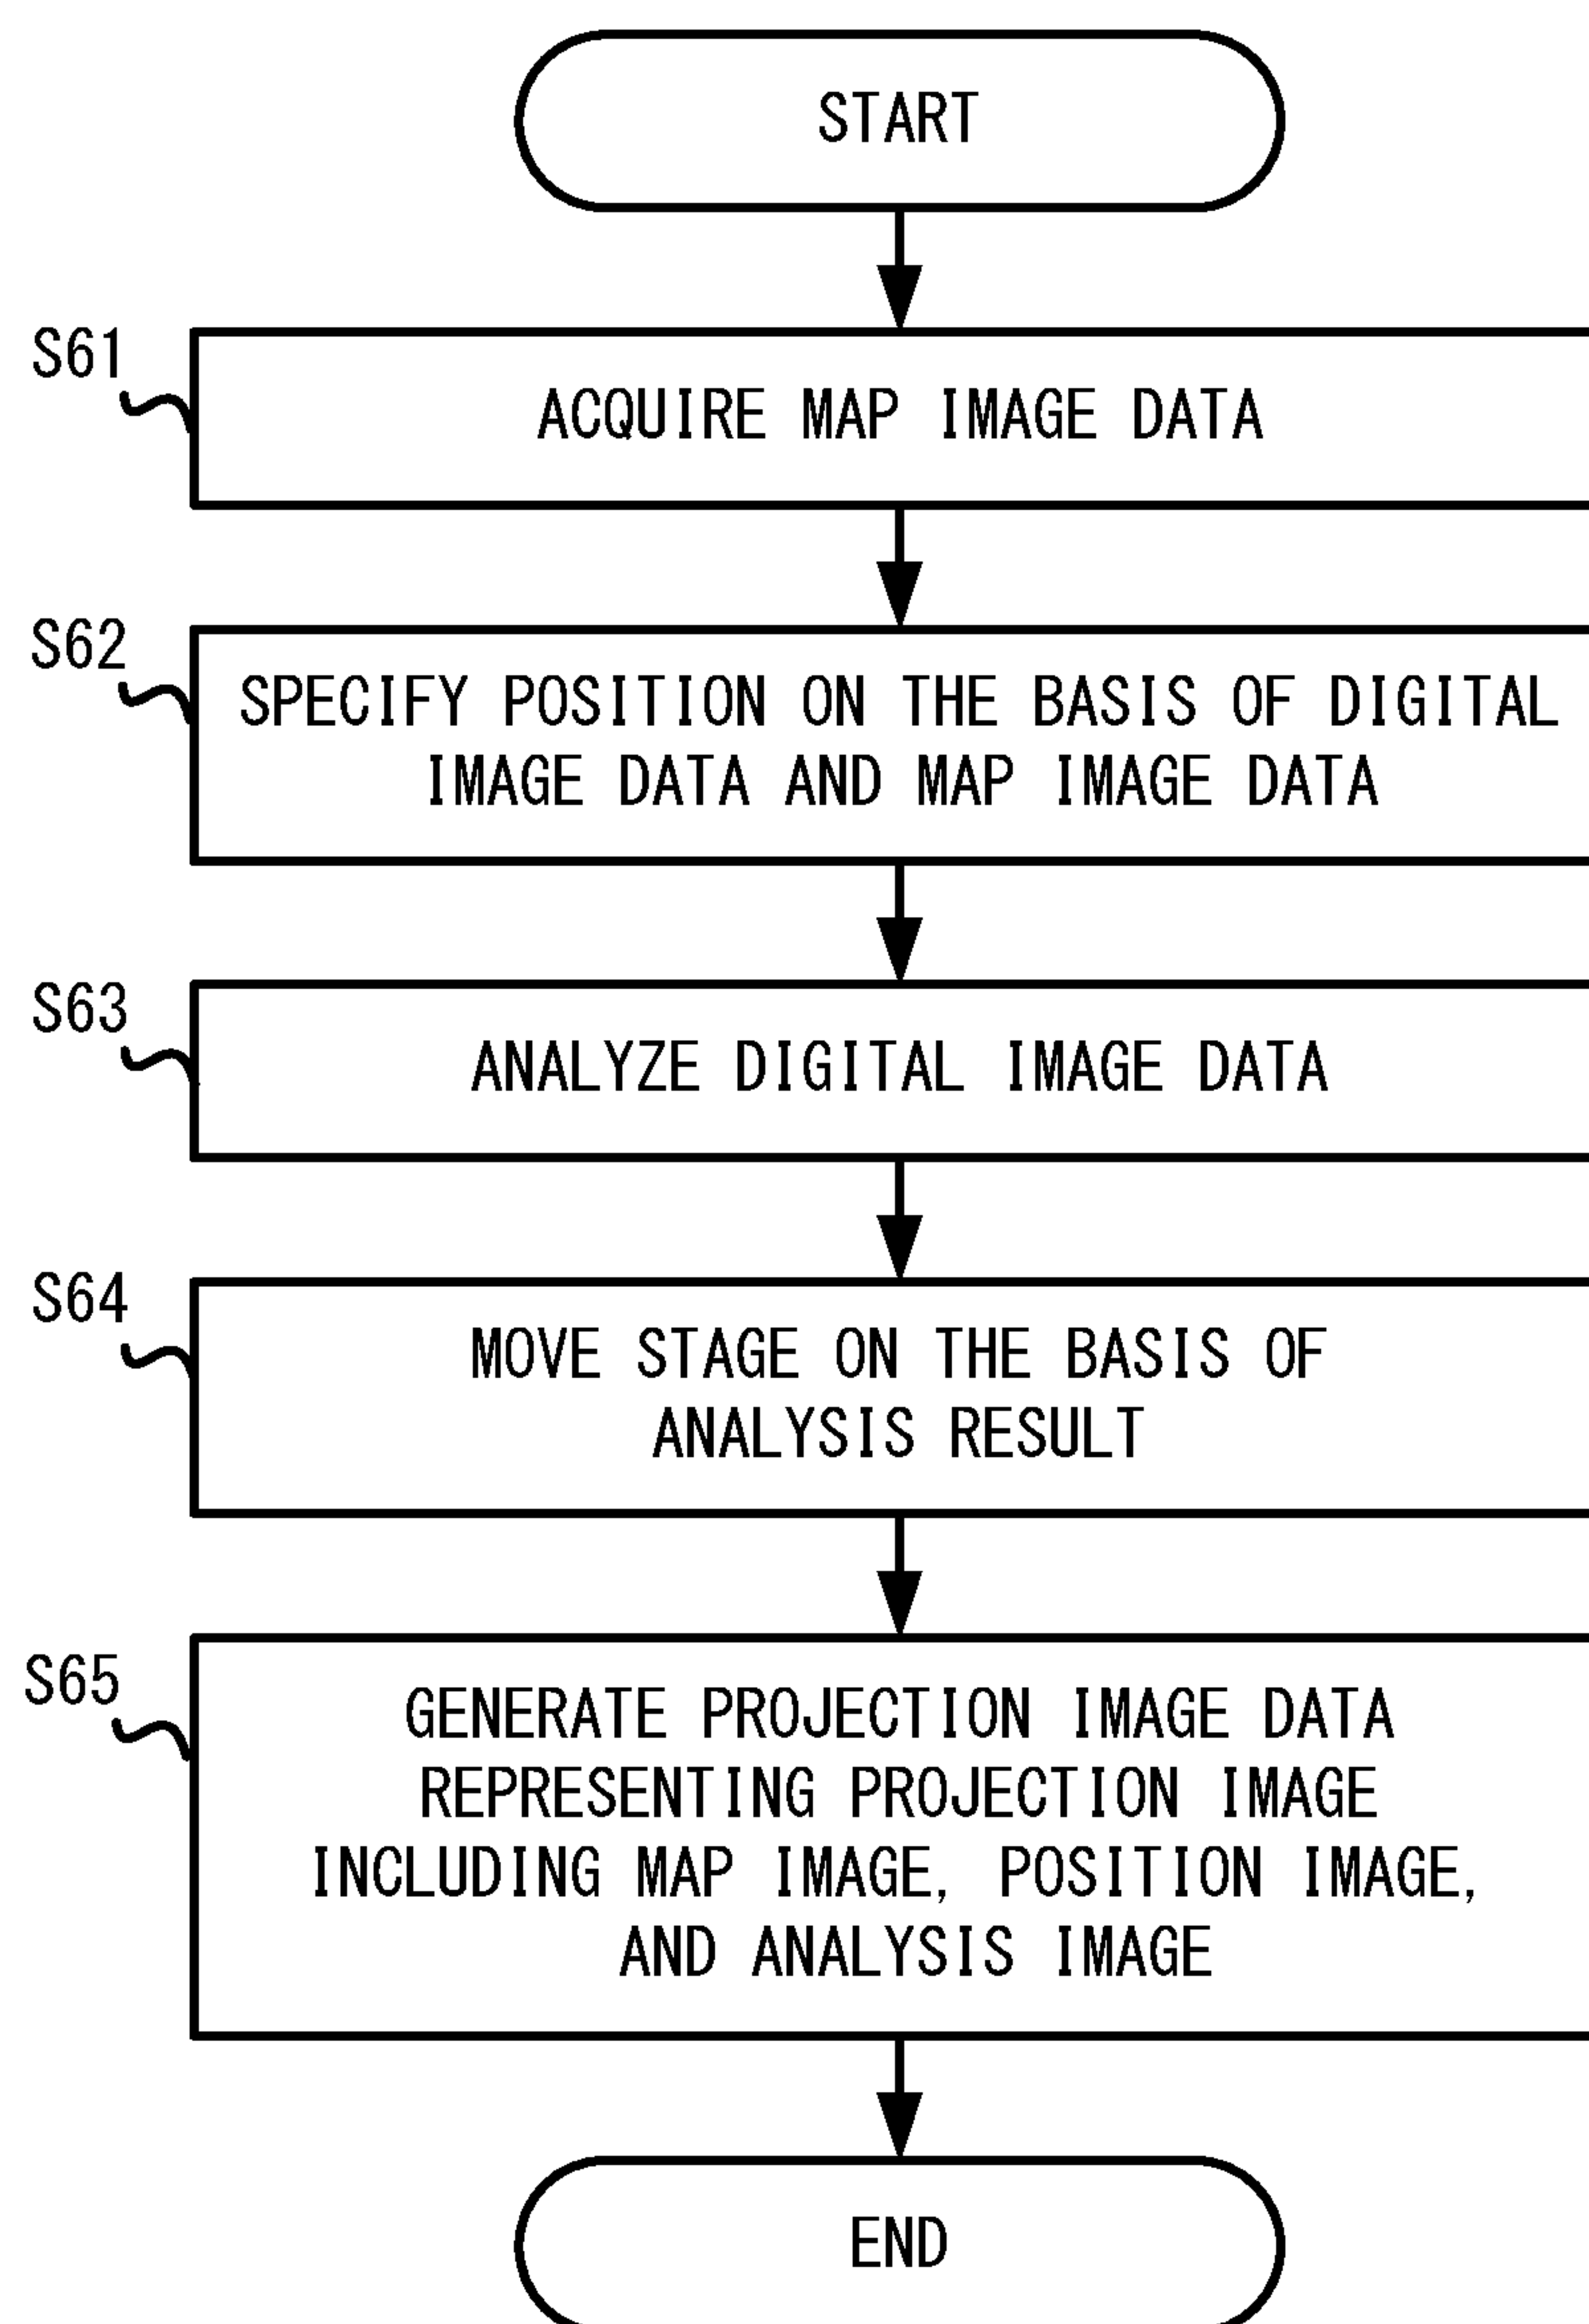 START
S61
ACQUIRE MAP IMAGE DATA
S62
SPECIFY POSITION ON THE BASIS OF DIGITAL
IMAGE DATA AND MAP IMAGE DATA
S63
ANALYZE DIGITAL IMAGE DATA
S64
MOVE STAGE ON THE BASIS OF
ANALYSIS RESULT
S65
GENERATE PROJECTION IMAGE DATA
REPRESENTING PROJECTION IMAGE
INCLUDING MAP IMAGE, POSITION IMAGE,
AND ANALYSIS IMAGE
END